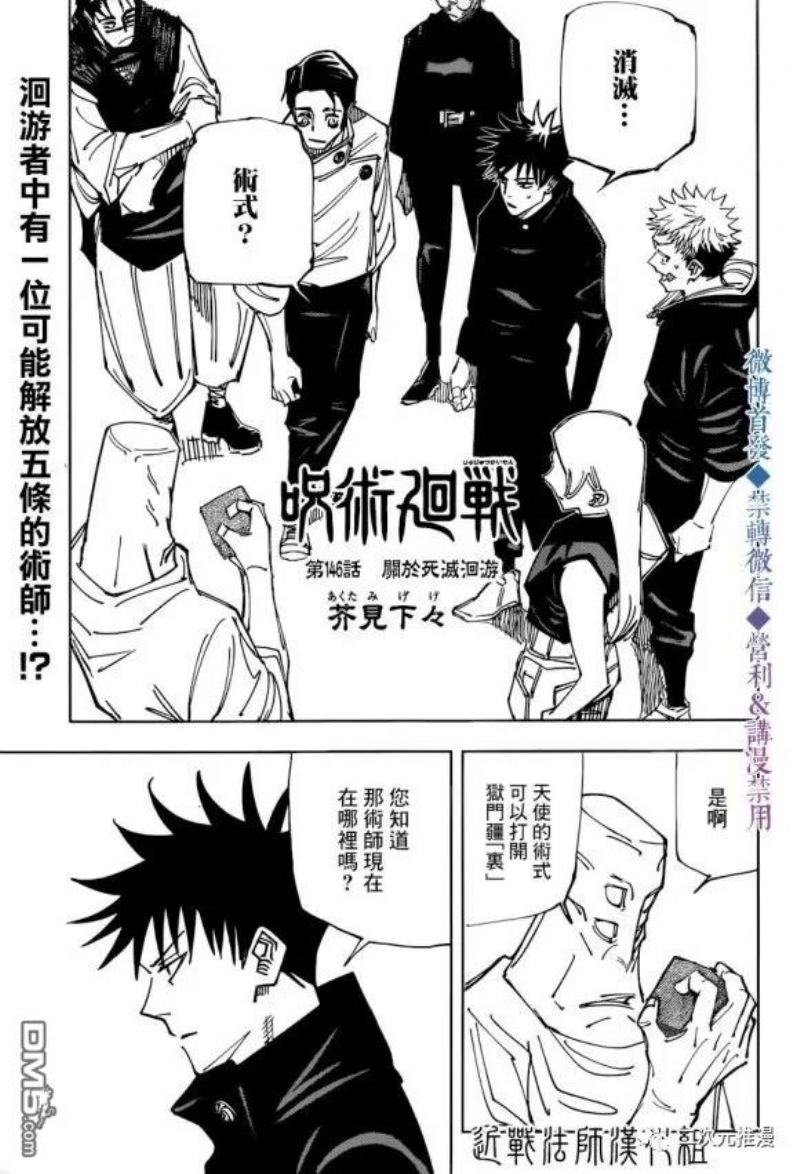 消滅…
術式？
洄游者中有一位可能解放五條的術師…!?
じゅじゅつかいせん
呪術廻戦
第146話　關於死滅洄游
あくたみげげ
芥見下々
微博首發◆禁轉微信◆營利&講漫禁用
是啊
天使的術式
可以打開
獄門疆「裏」
您知道
那術師現在
在哪裡嗎？
DM5.com
近戰法師漢化組
二次元推漫